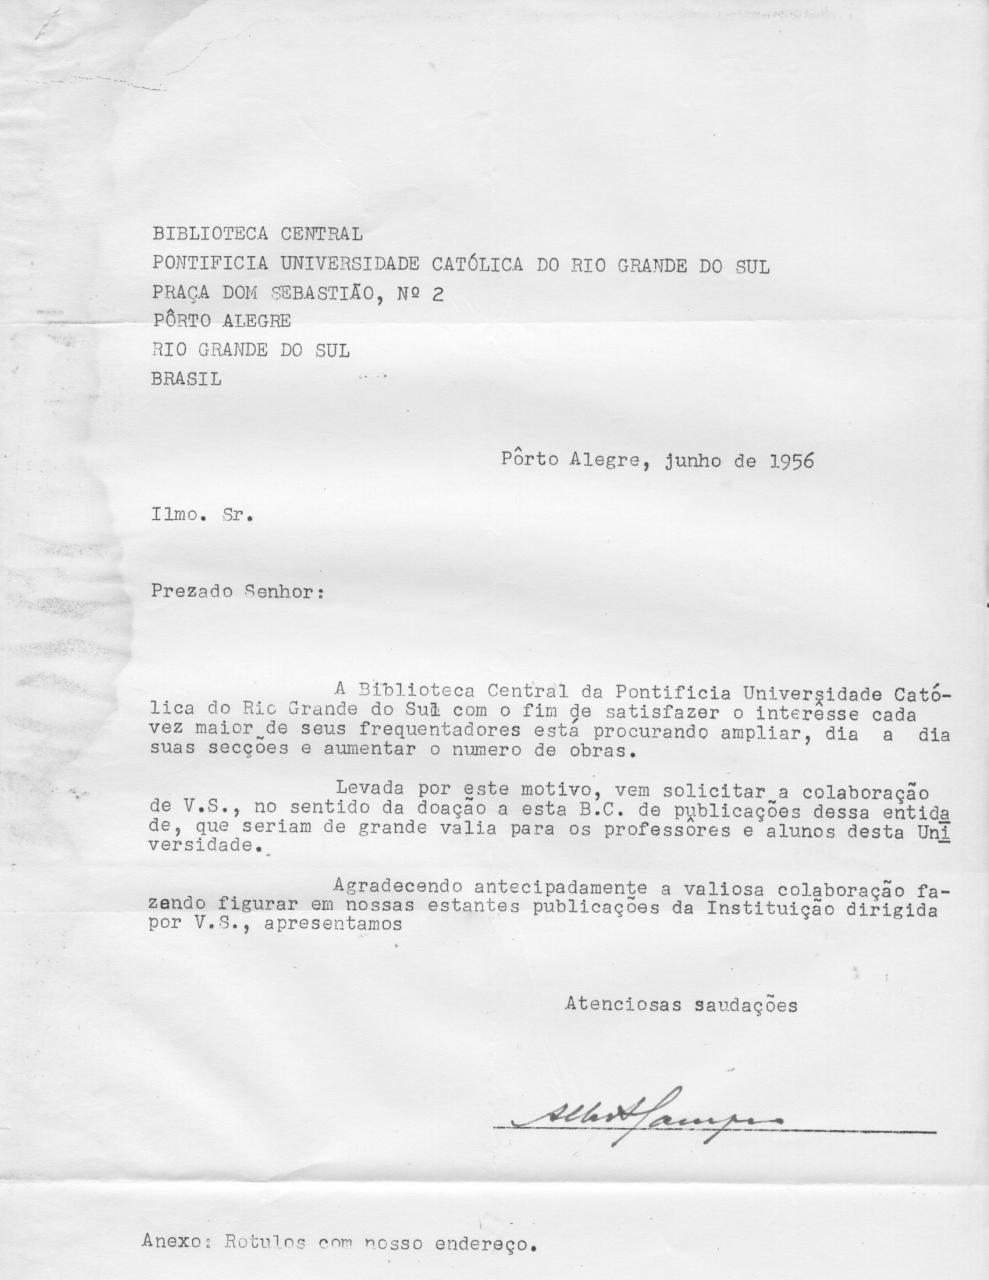 BIBLIOTECA CENTRAL
PONTIFICIA UNIVERSIDADE CATÓLICA DO RIO GRANDE DO SUL
PRAÇA DOM SEBASTIÃO, Nº 2
PÔRTO ALEGRE
RIO GRANDE DO SUL
BRASIL
Pôrto Alegre, junho de 1956
Ilmo. Sr.
Prezado Senhor:
A Biblioteca Central da Pontificia Universidade Cató-
lica do Rio Grande do Sul com o fim de satisfazer o interêsse cada
vez maior de seus frequentadores está procurando ampliar, dia a dia
suas secções e aumentar o numero de obras.
Levada por este motivo, vem solicitar a colaboração
de V.S., no sentido da doação a esta B.C. de publicações dessa entida
de, que seriam de grande valia para os professôres e alunos desta Uni
versidade.
Agradecendo antecipadamente a valiosa colaboração fa-
zendo figurar em nossas estantes publicações da Instituição dirigida
por V.S., apresentamos
Atenciosas saudações
Anexo: Rotulos com nosso endereço.